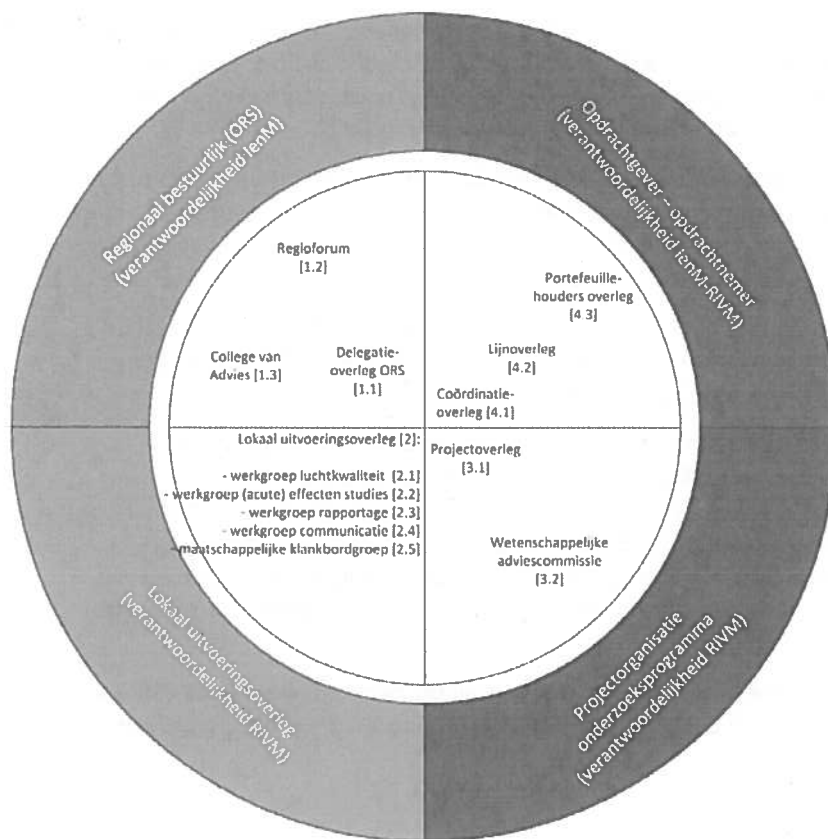 Regionaal bestuurlijk (ORS)
(verantwoordelijkheid IenM)
Opdrachtgever – opdrachtnemer
(verantwoordelijkheid IenM-RIVM)
Regioforum
[1.2]
College van
Advies [1.3]
Delegatie-
overleg ORS
[1.1]
Portefeuille-
houders overleg
[4.3]
Lijnoverleg
[4.2]
Coördinatie-
overleg [4.1]
Lokaal uitvoeringsoverleg [2]:
- werkgroep luchtkwaliteit [2.1]
- werkgroep (acute) effecten studies [2.2]
- werkgroep rapportage [2.3]
- werkgroep communicatie [2.4]
- maatschappelijke klankbordgroep [2.5]
Projectoverleg
[3.1]
Wetenschappelijke
adviescommissie
[3.2]
Lokaal uitvoeringsoverleg
(verantwoordelijkheid RIVM)
Projectorganisatie
onderzoeksprogramma
(verantwoordelijkheid RIVM)